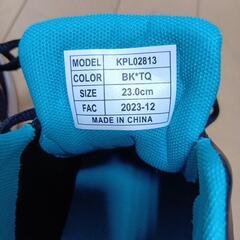 MODEL KPL02813
COLOR BK*TQ
SIZE 23.0cm
FAC 2023-12
MADE IN CHINA